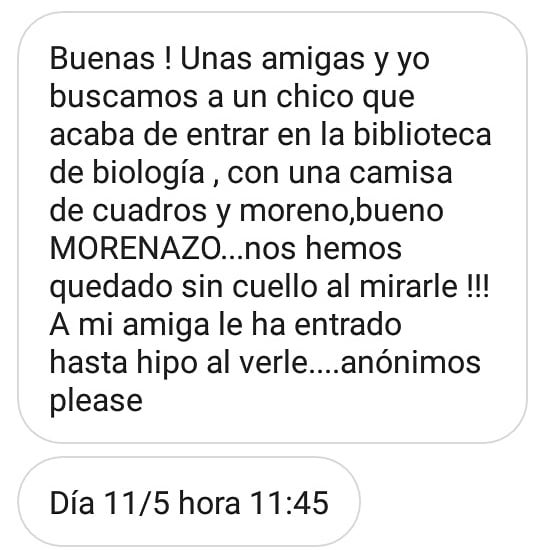 Buenas ! Unas amigas y yo
buscamos a un chico que
acaba de entrar en la biblioteca
de biología , con una camisa
de cuadros y moreno,bueno
MORENAZO...nos hemos
quedado sin cuello al mirarle !!!
A mi amiga le ha entrado
hasta hipo al verle....anónimos
please
Día 11/5 hora 11:45